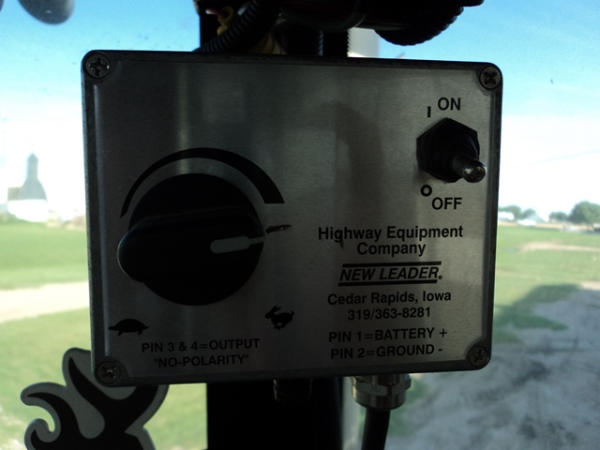 I ON
O OFF
Highway Equipment
Company
NEW LEADER®
Cedar Rapids, Iowa
319/363-8281
PIN 3 & 4=OUTPUT
"NO-POLARITY"
PIN 1=BATTERY +
PIN 2=GROUND -